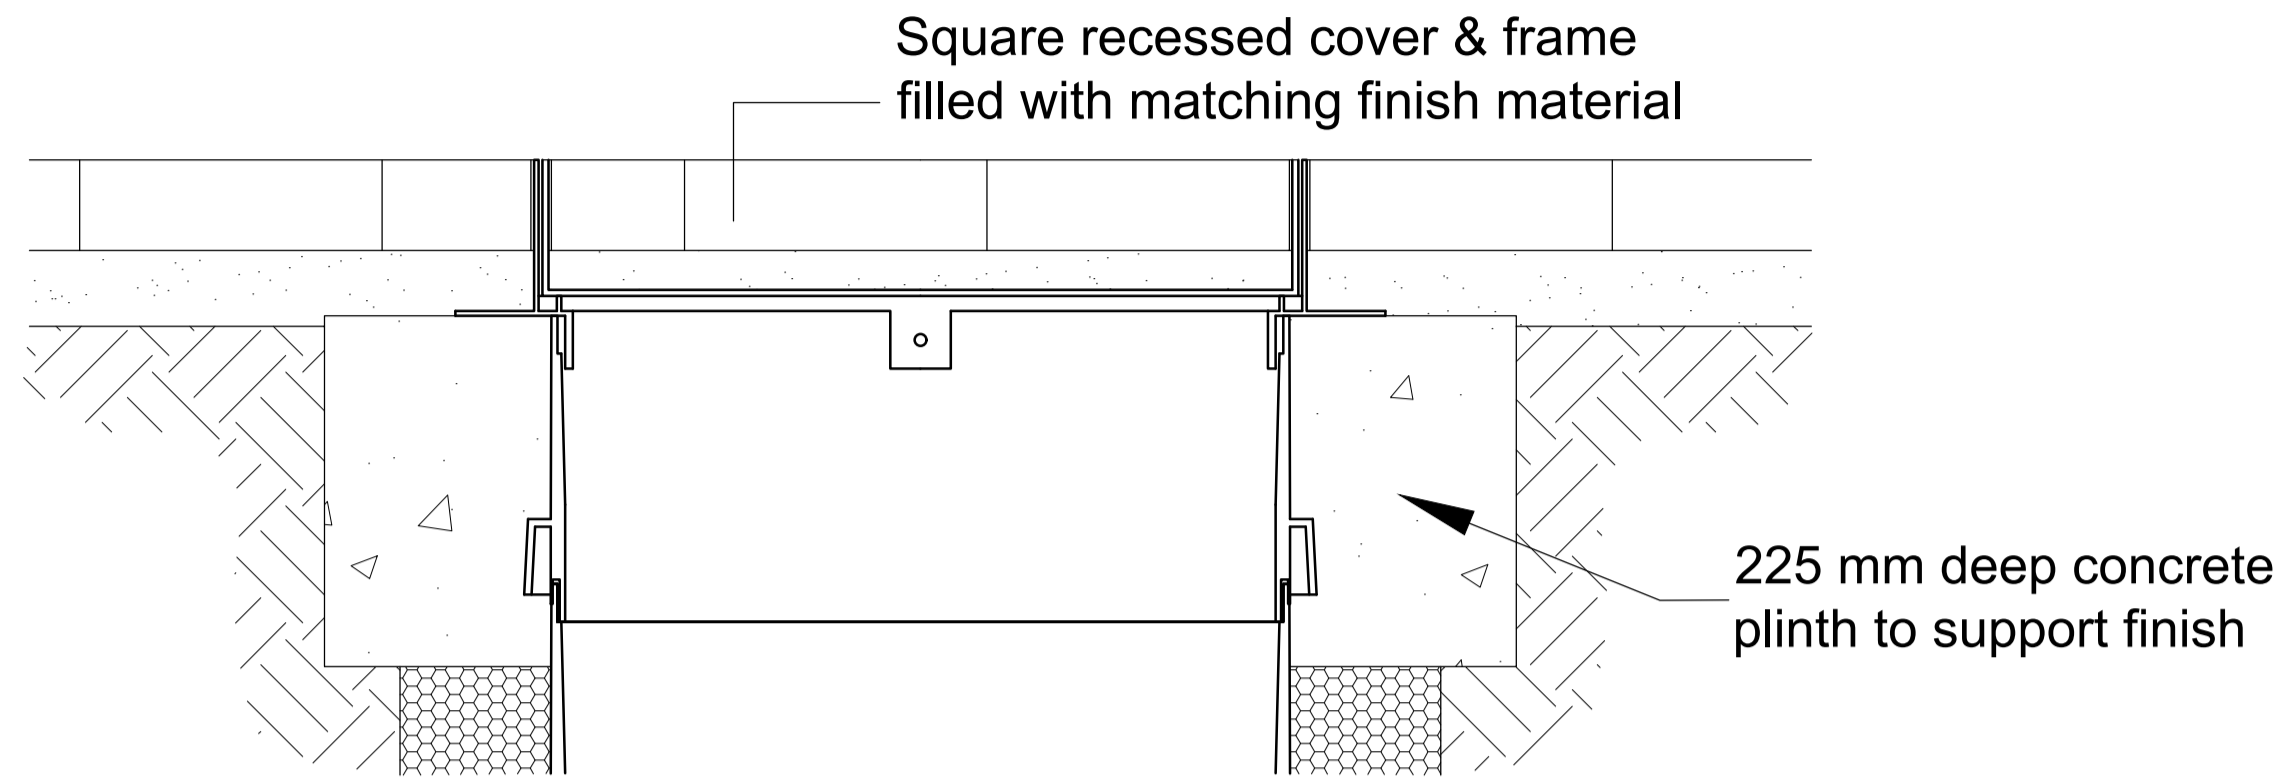 Square recessed cover & frame
filled with matching finish material
225 mm deep concrete
plinth to support finish